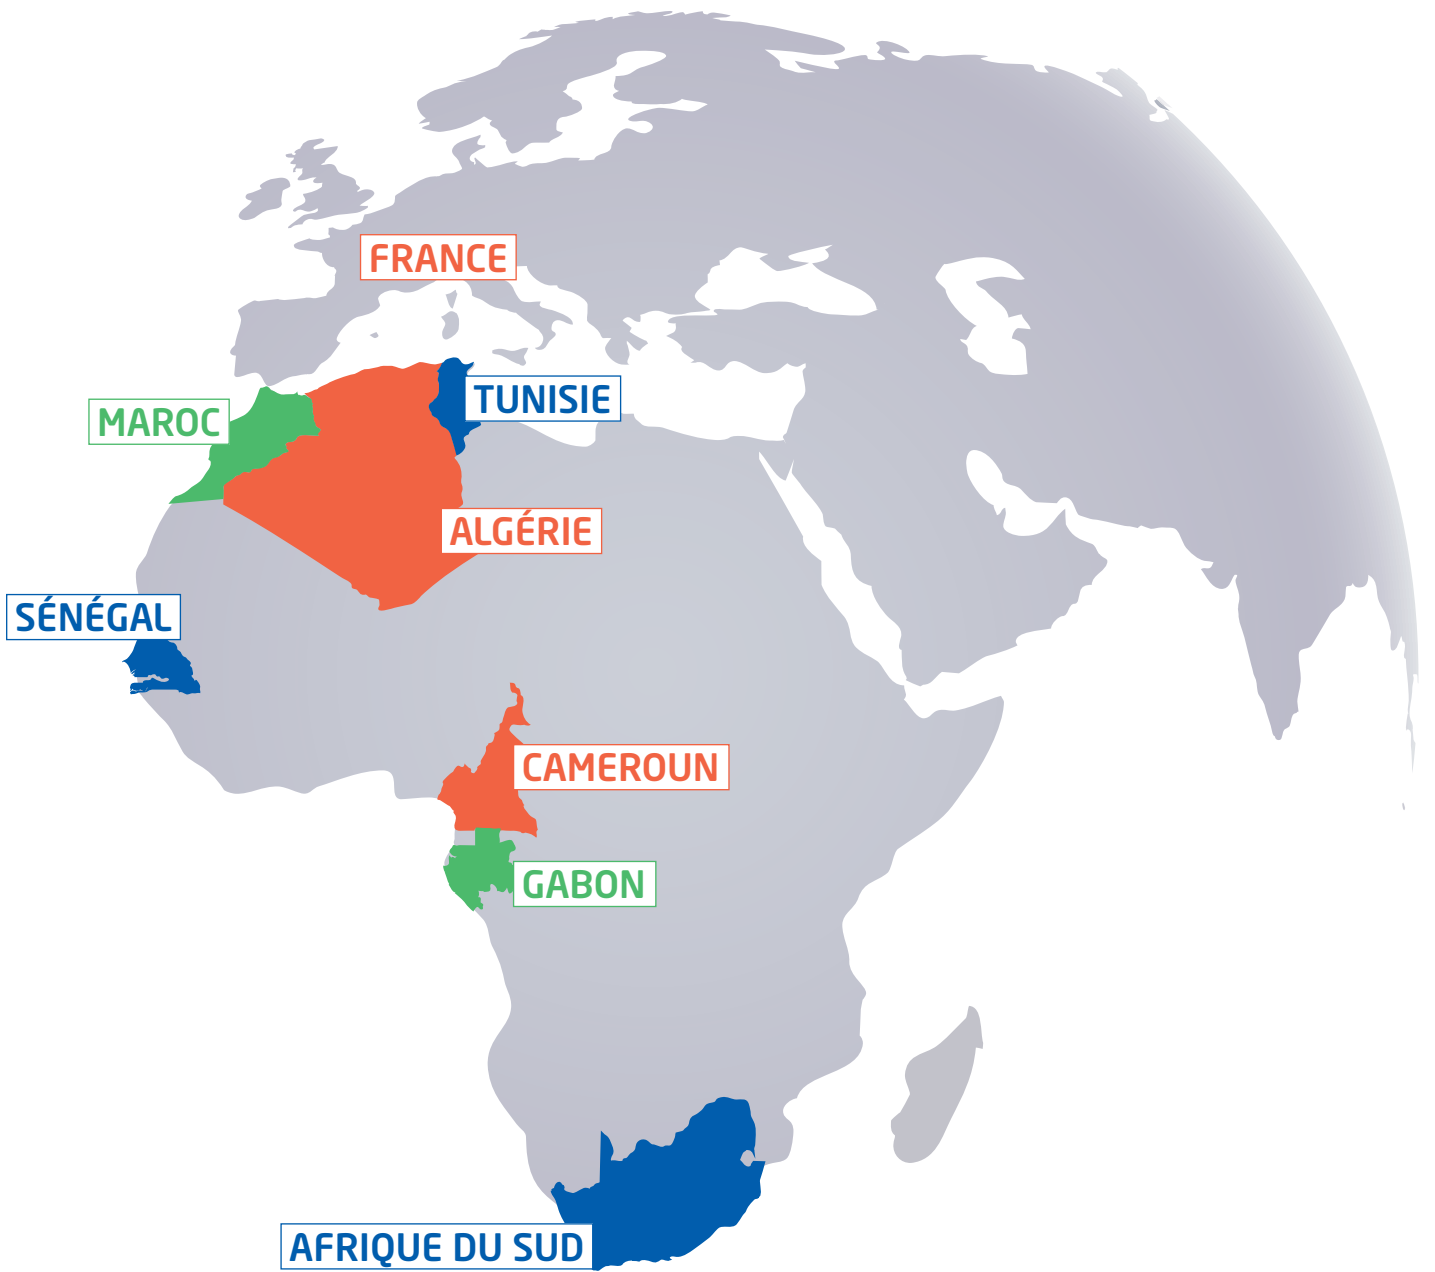 FRANCE
TUNISIE
MAROC
ALGÉRIE
SÉNÉGAL
CAMEROUN
GABON
AFRIQUE DU SUD